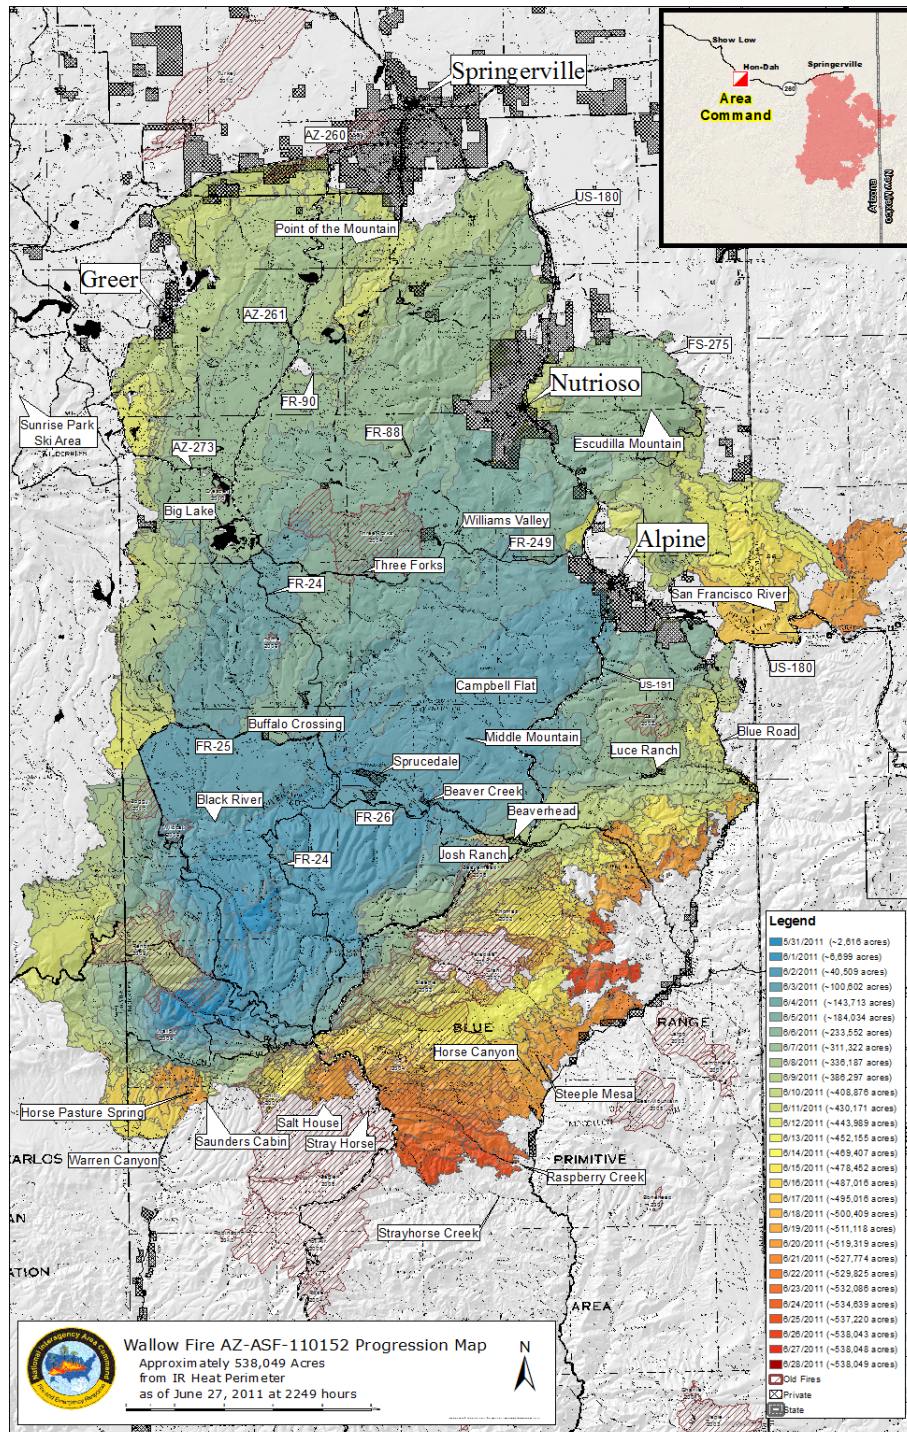 Springerville
AZ-260
US-180
Point of the Mountain
Greer
AZ-261
FS-275
FR-90
Nutrioso
Sunrise Park
Ski Area
FR-88
Escudilla Mountain
AZ-273
Big Lake
Williams Valley
FR-249
Alpine
Three Forks
FR-24
San Francisco River
US-180
US-191
Campbell Flat
Buffalo Crossing
Blue Road
FR-25
Middle Mountain
Luce Ranch
Sprucedale
Black River
Beaver Creek
FR-26
Beaverhead
Josh Ranch
FR-24
BLUE
RANGE
Horse Canyon
Steeple Mesa
Horse Pasture Spring
Salt House
Saunders Cabin
Stray Horse
Warren Canyon
CARLOS
PRIMITIVE
Raspberry Creek
Strayhorse Creek
AN
ATION
AREA
Show Low
Hon-Dah
Springerville
260
Area
Command
Arizona
New Mexico
Legend
5/31/2011 (~2,616 acres)
6/1/2011 (~6,699 acres)
6/2/2011 (~40,509 acres)
6/3/2011 (~100,602 acres)
6/4/2011 (~143,713 acres)
6/5/2011 (~184,034 acres)
6/6/2011 (~233,552 acres)
6/7/2011 (~311,322 acres)
6/8/2011 (~336,187 acres)
6/9/2011 (~386,297 acres)
6/10/2011 (~408,876 acres)
6/11/2011 (~430,171 acres)
6/12/2011 (~443,989 acres)
6/13/2011 (~452,155 acres)
6/14/2011 (~469,407 acres)
6/15/2011 (~478,452 acres)
6/16/2011 (~487,016 acres)
6/17/2011 (~495,016 acres)
6/18/2011 (~500,409 acres)
6/19/2011 (~511,118 acres)
6/20/2011 (~519,319 acres)
6/21/2011 (~527,774 acres)
6/22/2011 (~529,825 acres)
6/23/2011 (~532,086 acres)
6/24/2011 (~534,639 acres)
6/25/2011 (~537,220 acres)
6/26/2011 (~538,043 acres)
6/27/2011 (~538,048 acres)
6/28/2011 (~538,049 acres)
Old Fires
Private
State
National Interagency Area Command
Fire and Emergency Response
Wallow Fire AZ-ASF-110152 Progression Map
Approximately 538,049 Acres
from IR Heat Perimeter
as of June 27, 2011 at 2249 hours
N